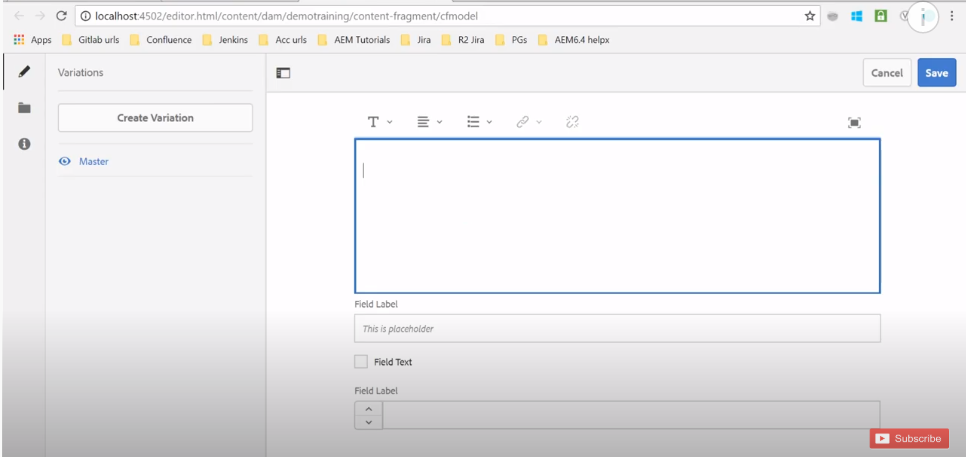 localhost:4502/editor.html/content/dam/demotraining/content-fragment/cfmodel
Apps Gitlab urls Confluence Jenkins Acc urls AEM Tutorials Jira R2 Jira PGs AEM6.4 helpx
Variations
Cancel Save
Create Variation
Master
Field Label
This is placeholder
Field Text
Field Label
Subscribe